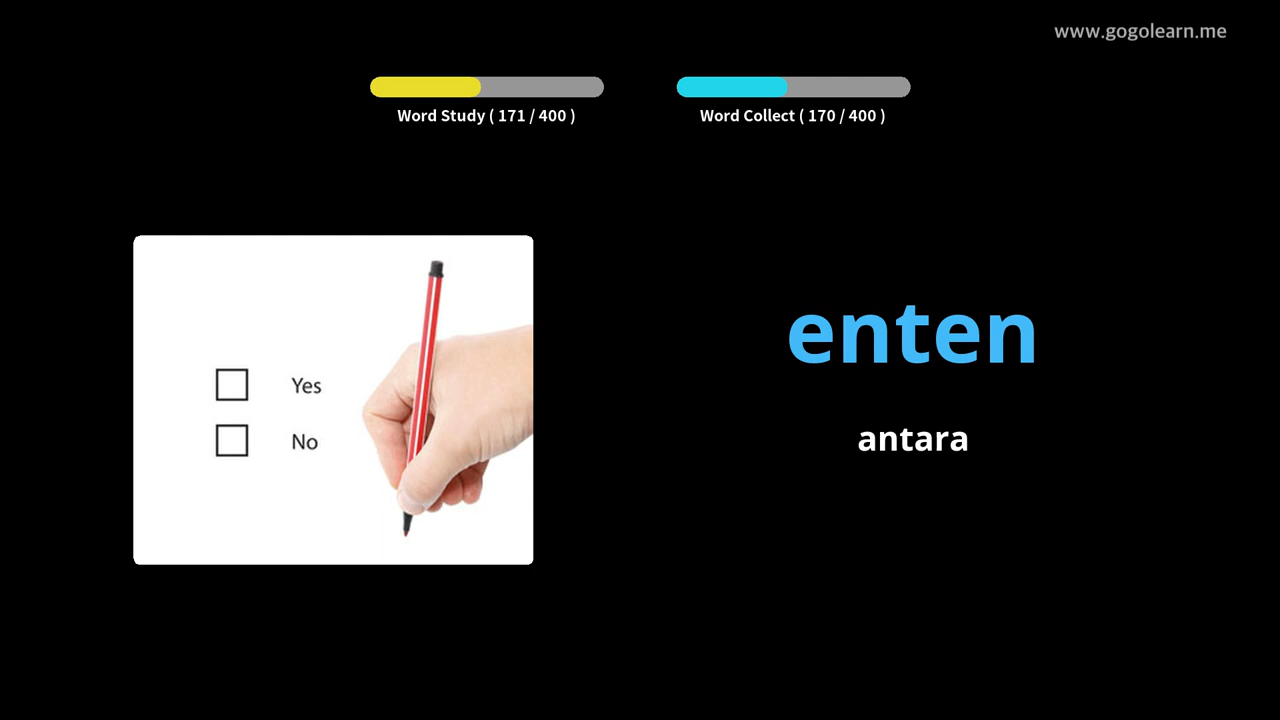 www.gogolearn.me
Word Study ( 171 / 400 )
Word Collect ( 170 / 400 )
Yes
No
enten
antara